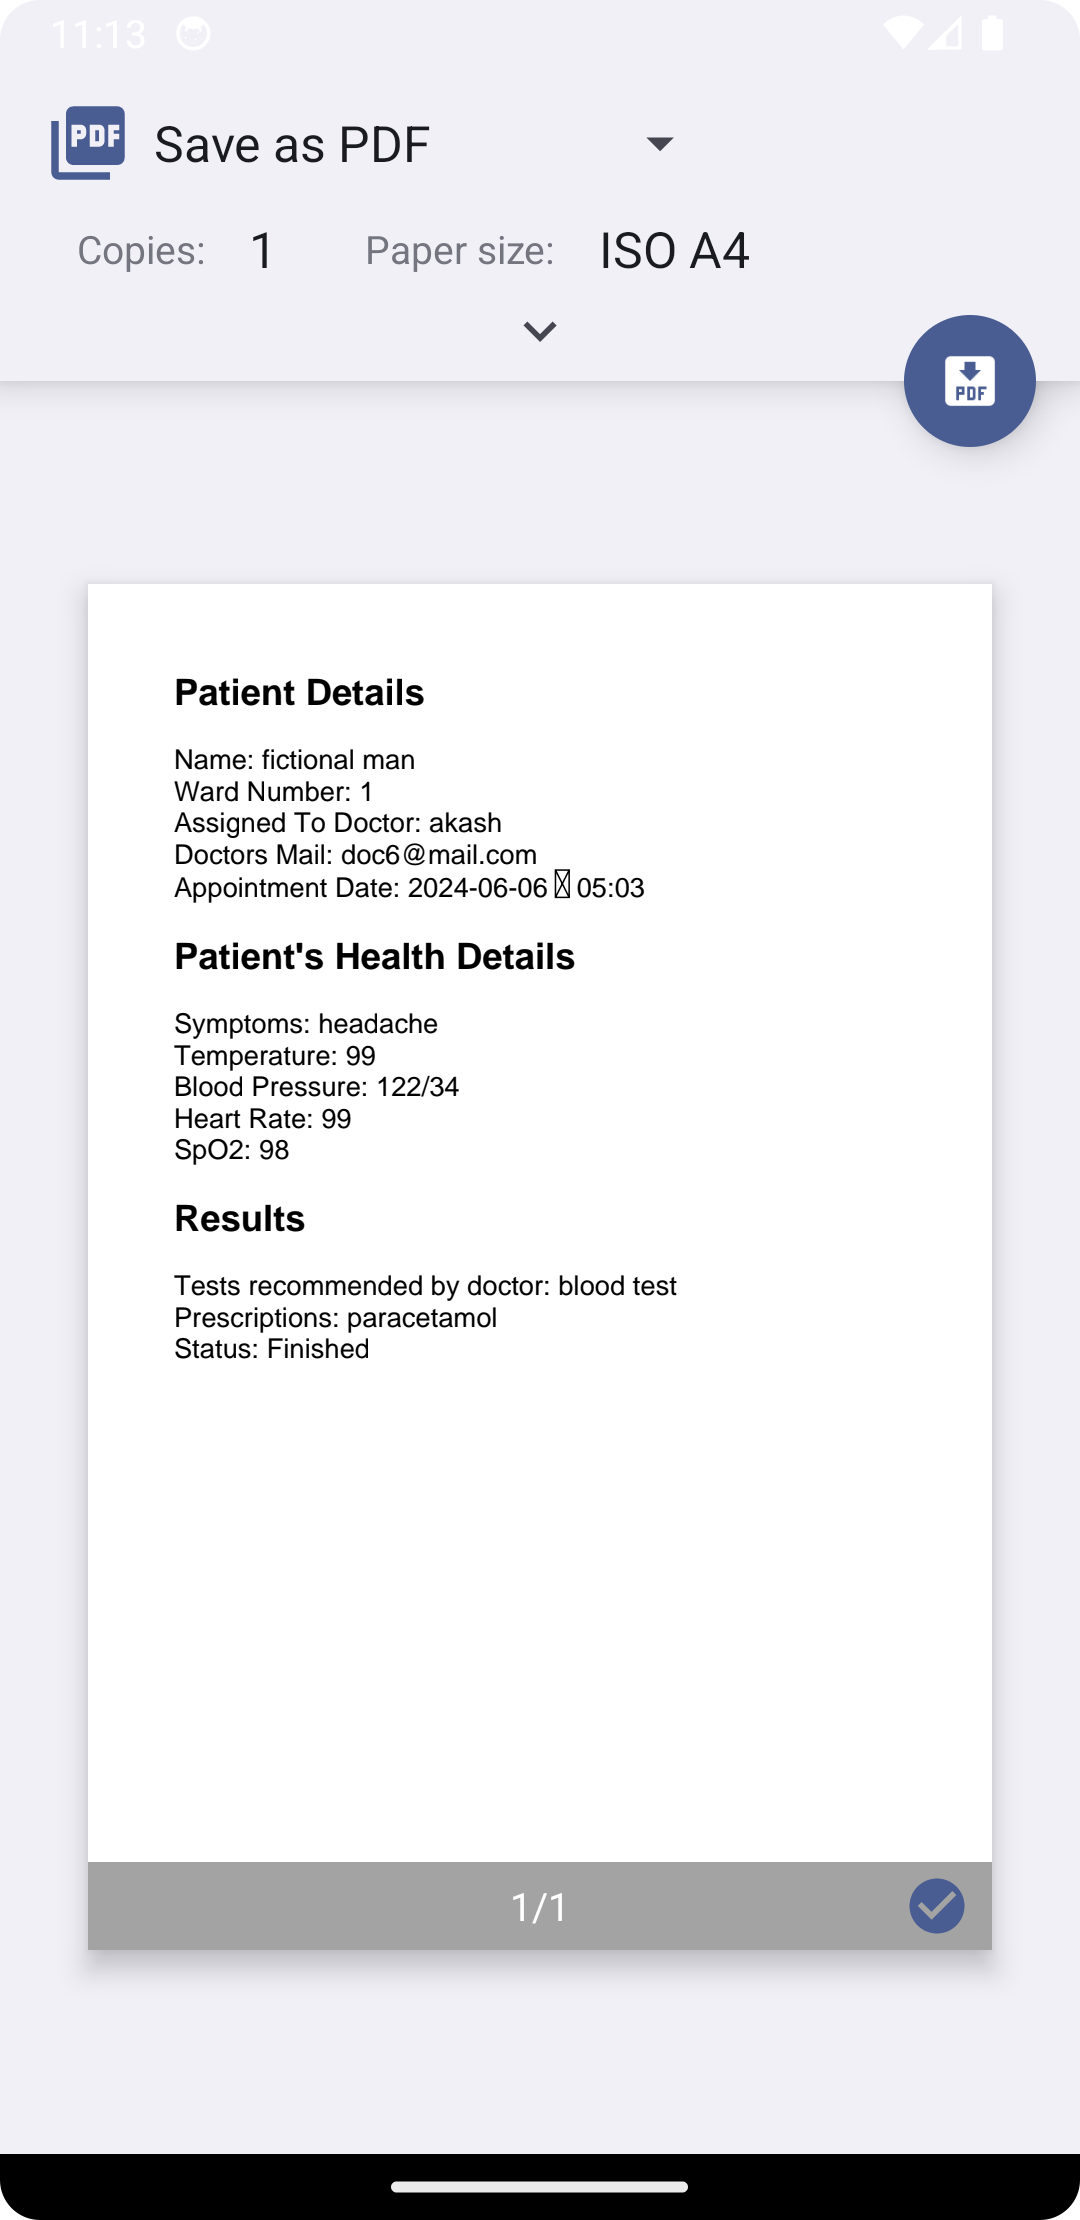 11:13
PDF Save as PDF
Copies: 1 Paper size: ISO A4
PDF
Patient Details
Name: fictional man
Ward Number: 1
Assigned To Doctor: akash
Doctors Mail: doc6@mail.com
Appointment Date: 2024-06-06 05:03
Patient's Health Details
Symptoms: headache
Temperature: 99
Blood Pressure: 122/34
Heart Rate: 99
SpO2: 98
Results
Tests recommended by doctor: blood test
Prescriptions: paracetamol
Status: Finished
1/1